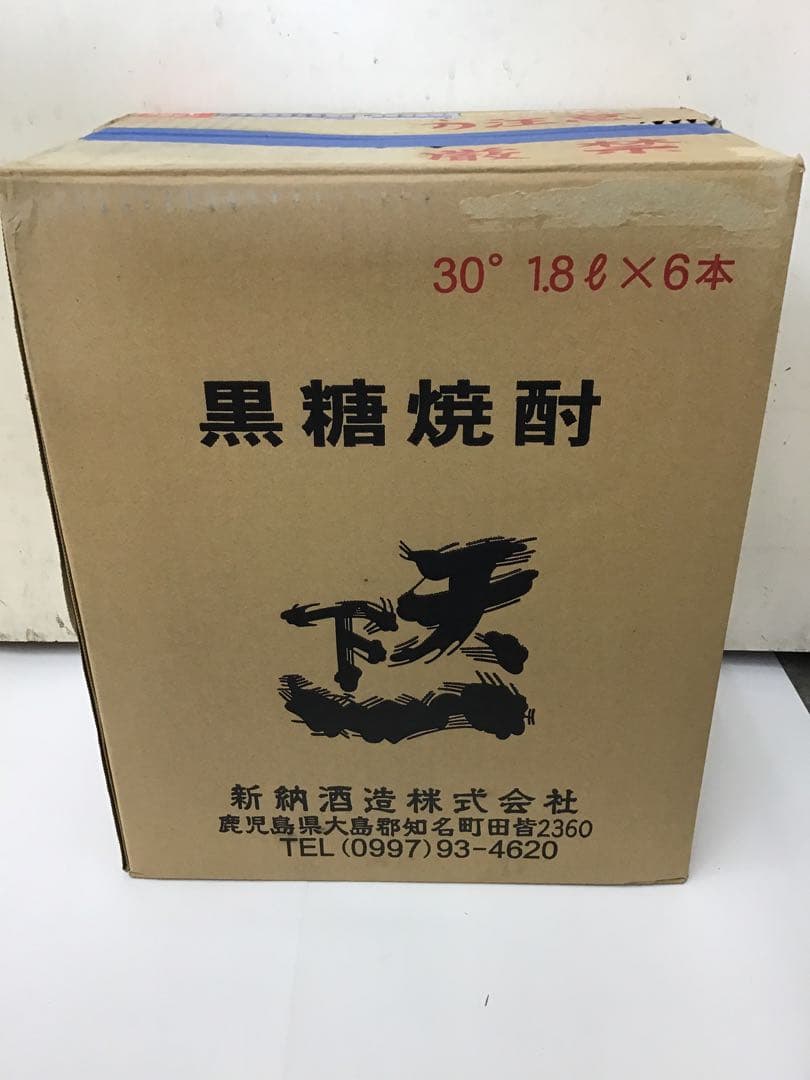 30° 1.8ℓ×6本
黒糖焼酎
天下一
新納酒造株式会社
鹿児島県大島郡知名町田皆2360
TEL(0997)93-4620